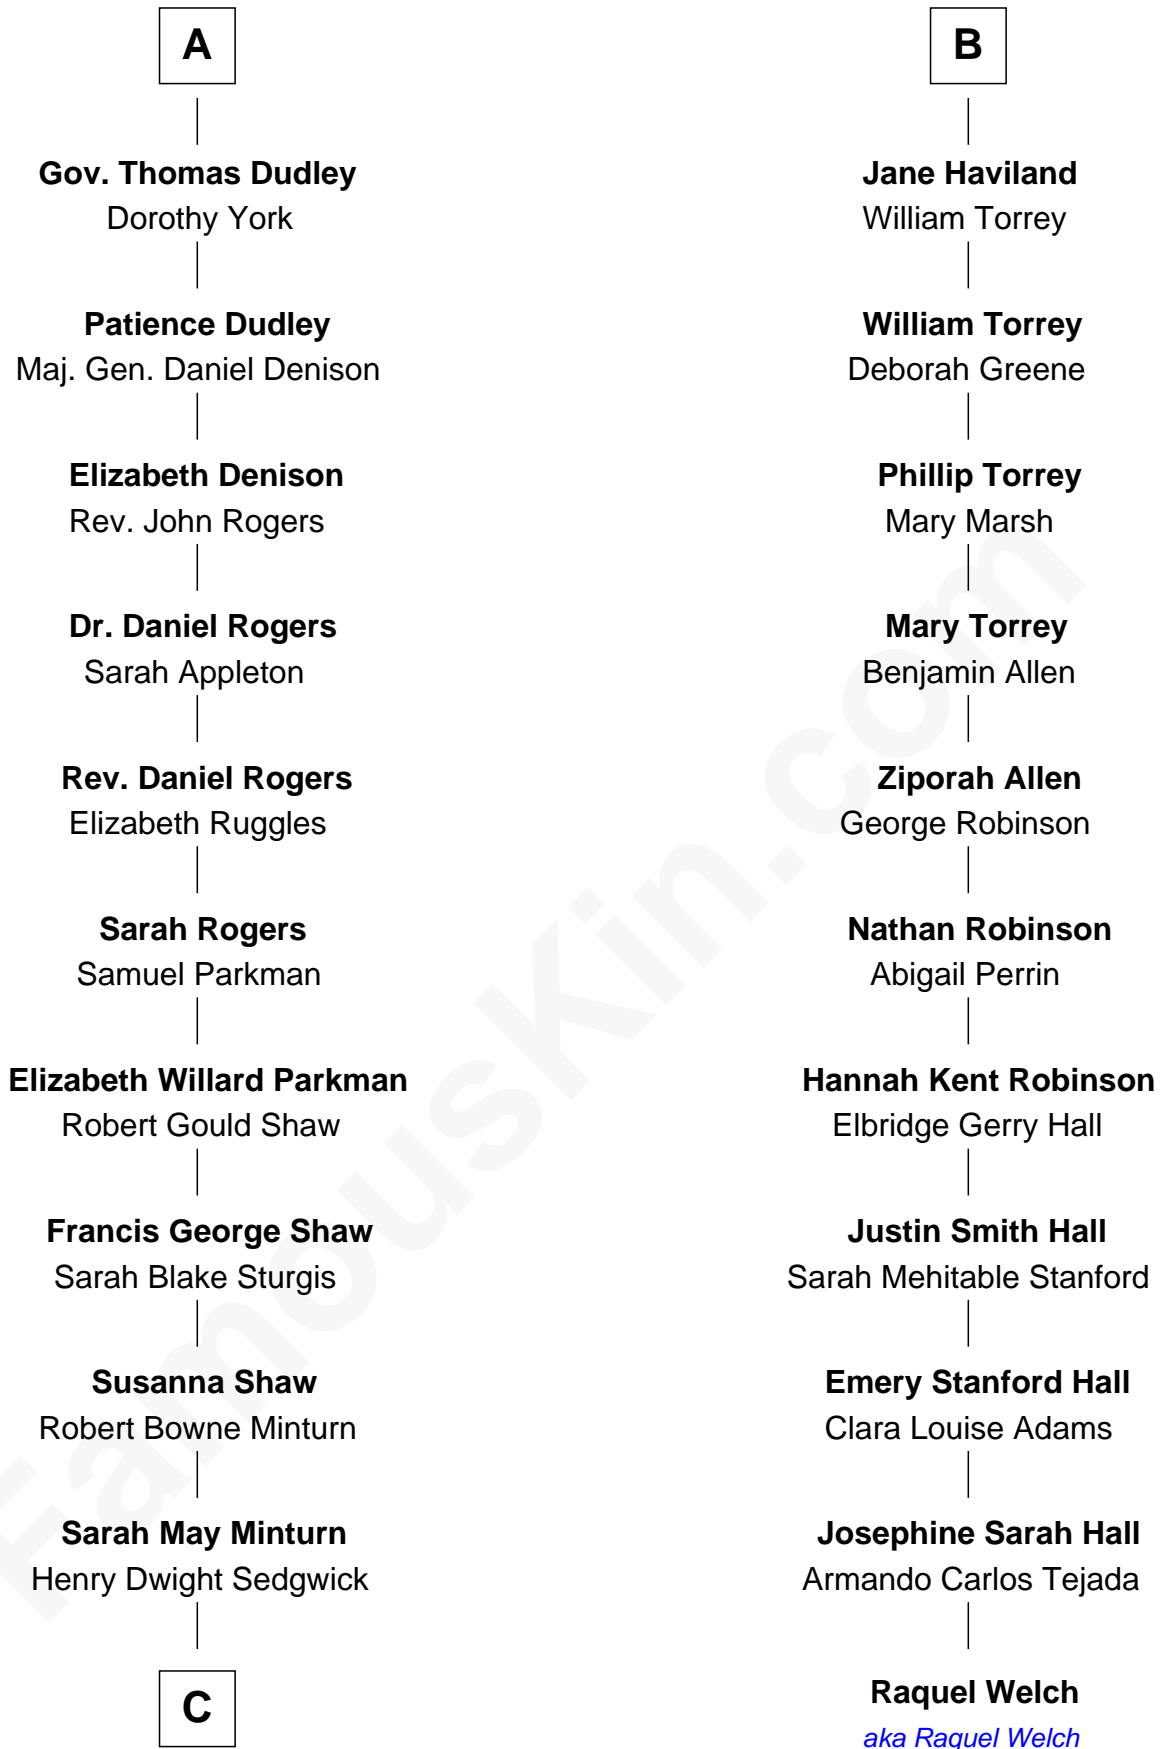 A
Gov. Thomas Dudley
Dorothy York
Patience Dudley
Maj. Gen. Daniel Denison
Elizabeth Denison
Rev. John Rogers
Dr. Daniel Rogers
Sarah Appleton
Rev. Daniel Rogers
Elizabeth Ruggles
Sarah Rogers
Samuel Parkman
Elizabeth Willard Parkman
Robert Gould Shaw
Francis George Shaw
Sarah Blake Sturgis
Susanna Shaw
Robert Bowne Minturn
Sarah May Minturn
Henry Dwight Sedgwick
C
B
Jane Haviland
William Torrey
William Torrey
Deborah Greene
Phillip Torrey
Mary Marsh
Mary Torrey
Benjamin Allen
Ziporah Allen
George Robinson
Nathan Robinson
Abigail Perrin
Hannah Kent Robinson
Elbridge Gerry Hall
Justin Smith Hall
Sarah Mehitable Stanford
Emery Stanford Hall
Clara Louise Adams
Josephine Sarah Hall
Armando Carlos Tejada
Raquel Welch
aka Raquel Welch
FamousKin.com